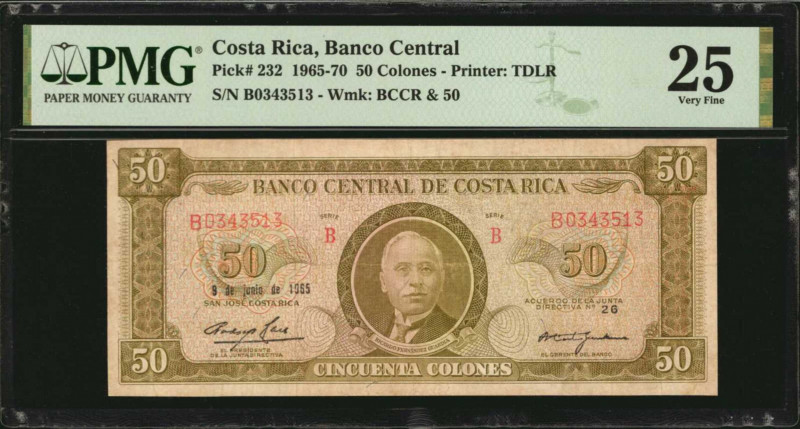 PMG®
PAPER MONEY GUARANTY
Costa Rica, Banco Central
Pick# 232 1965-70 50 Colones - Printer: TDLR
S/N B0343513 - Wmk: BCCR & 50
25
Very Fine
50 50
BANCO CENTRAL DE COSTA RICA
B0343513 SERIE SERIE B0343513
B B
50 50
9 de junio de 1965
SAN JOSE, COSTA RICA
ACUERDO DE LA JUNTA
DIRECTIVA Nº 26
EL PRESIDENTE
DE LA JUNTA DIRECTIVA
EL GERENTE DEL BANCO
50 50
CINCUENTA COLONES